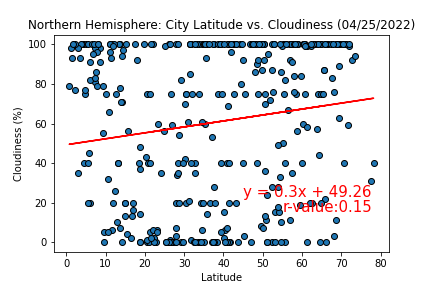 Northern Hemisphere: City Latitude vs. Cloudiness (04/25/2022)
100
80
60
40
20
0
Cloudiness (%)
y = 0.3x + 49.26
r-value:0.15
0 10 20 30 40 50 60 70 80
Latitude